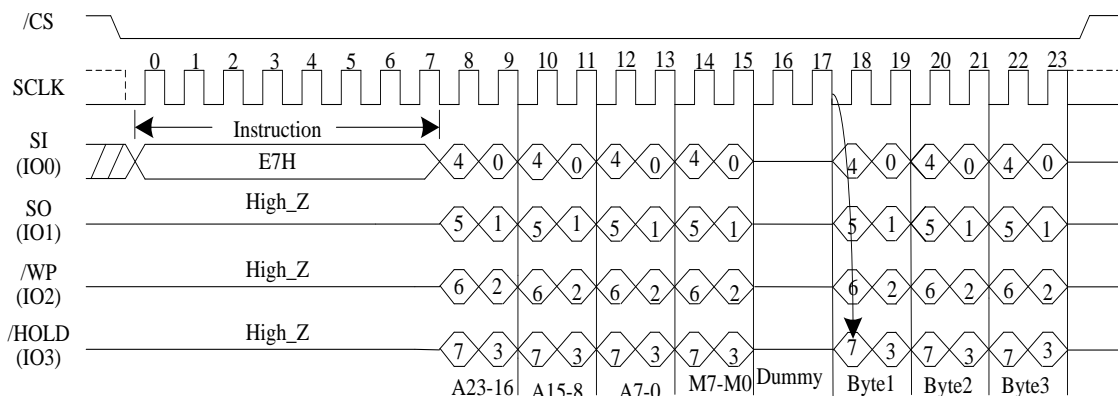 /CS
0 1 2 3 4 5 6 7 8 9 10 11 12 13 14 15 16 17 18 19 20 21 22 23
SCLK
Instruction
SI
(IO0)
E7H
4 0 4 0 4 0 4 0 4 0 4 0 4 0
High_Z
SO
(IO1)
5 1 5 1 5 1 5 1 5 1 5 1 5 1
High_Z
/WP
(IO2)
6 2 6 2 6 2 6 2 6 2 6 2 6 2
High_Z
/HOLD
(IO3)
7 3 7 3 7 3 7 3 7 3 7 3 7 3
A23-16 A15-8 A7-0 M7-M0 Dummy Byte1 Byte2 Byte3